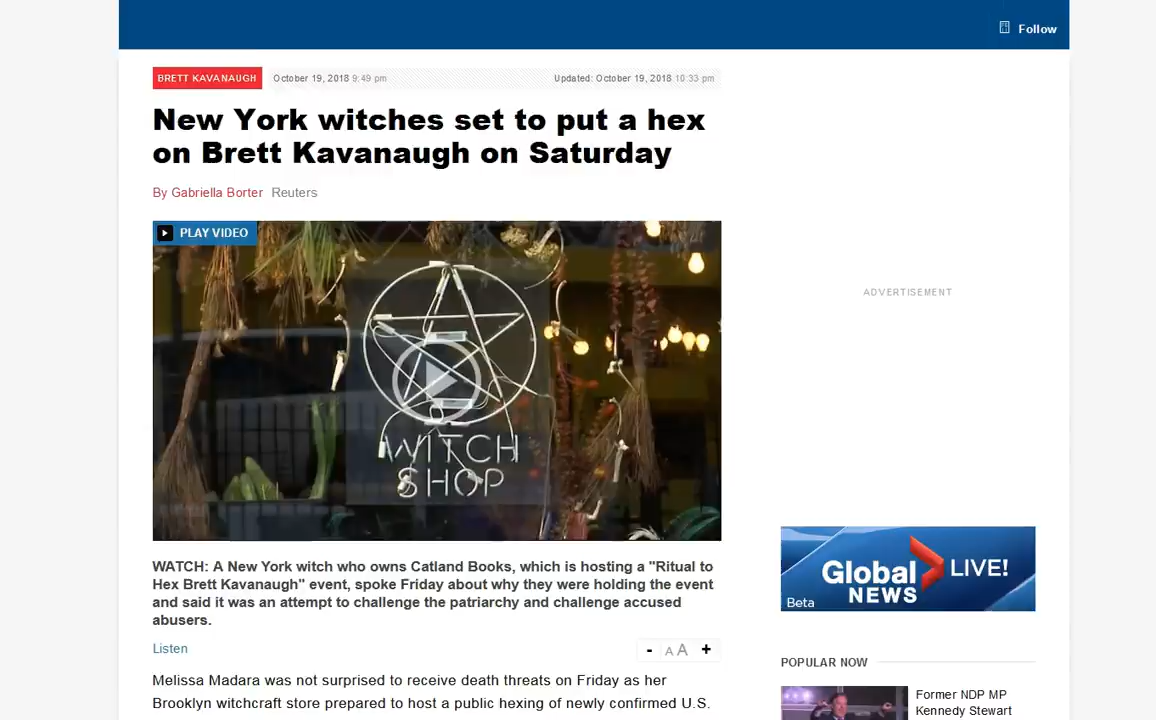 Follow
BRETT KAVANAUGH October 19, 2018 9:49 pm Updated: October 19, 2018 10:33 pm
New York witches set to put a hex
on Brett Kavanaugh on Saturday
By Gabriella Borter Reuters
PLAY VIDEO
WITCH
SHOP
WATCH: A New York witch who owns Catland Books, which is hosting a "Ritual to
Hex Brett Kavanaugh" event, spoke Friday about why they were holding the event
and said it was an attempt to challenge the patriarchy and challenge accused
abusers.
Listen
- A A +
Melissa Madara was not surprised to receive death threats on Friday as her
Brooklyn witchcraft store prepared to host a public hexing of newly confirmed U.S.
ADVERTISEMENT
Global LIVE!
NEWS
Beta
POPULAR NOW
Former NDP MP
Kennedy Stewart